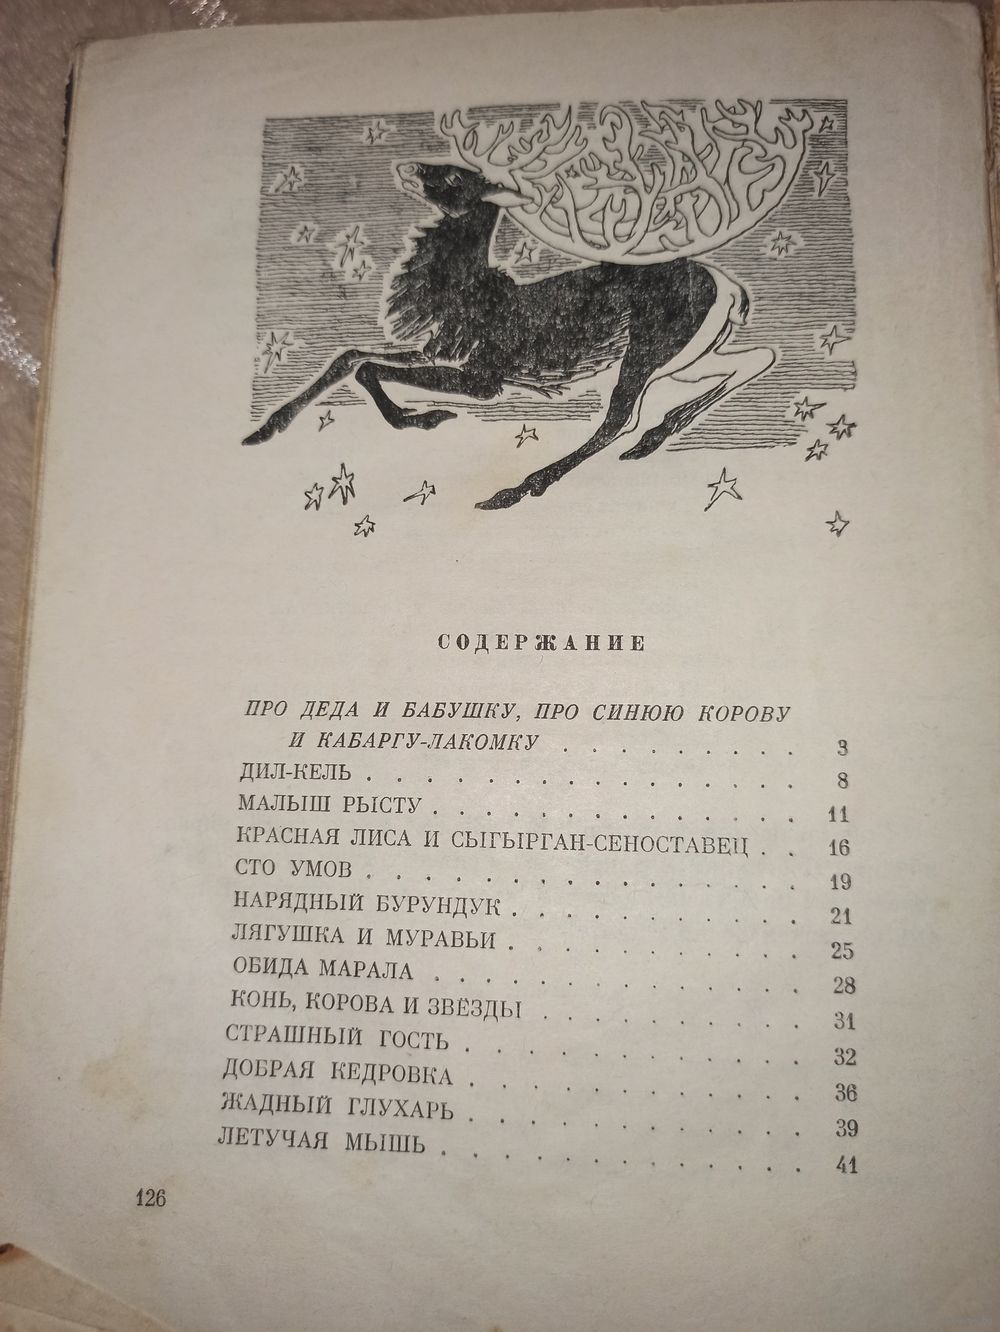 СОДЕРЖАНИЕ
ПРО ДЕДА И БАБУШКУ, ПРО СИНЮЮ КОРОВУ
И КАБАРГУ-ЛАКОМКУ . . . . . . . . . 3
ДИЛ-КЕЛЬ . . . . . . . . . . . . . . . 8
МАЛЫШ РЫСТУ . . . . . . . . . . . . . 11
КРАСНАЯ ЛИСА И СЫГЫРГАН-СЕНОСТАВЕЦ . . 16
СТО УМОВ . . . . . . . . . . . . . . . 19
НАРЯДНЫЙ БУРУНДУК . . . . . . . . . . 21
ЛЯГУШКА И МУРАВЬИ . . . . . . . . . . 25
ОБИДА МАРАЛА . . . . . . . . . . . . . 28
КОНЬ, КОРОВА И ЗВЁЗДЫ . . . . . . . . . 31
СТРАШНЫЙ ГОСТЬ . . . . . . . . . . . . 32
ДОБРАЯ КЕДРОВКА . . . . . . . . . . . . 36
ЖАДНЫЙ ГЛУХАРЬ . . . . . . . . . . . . 39
ЛЕТУЧАЯ МЫШЬ . . . . . . . . . . . . . 41
126